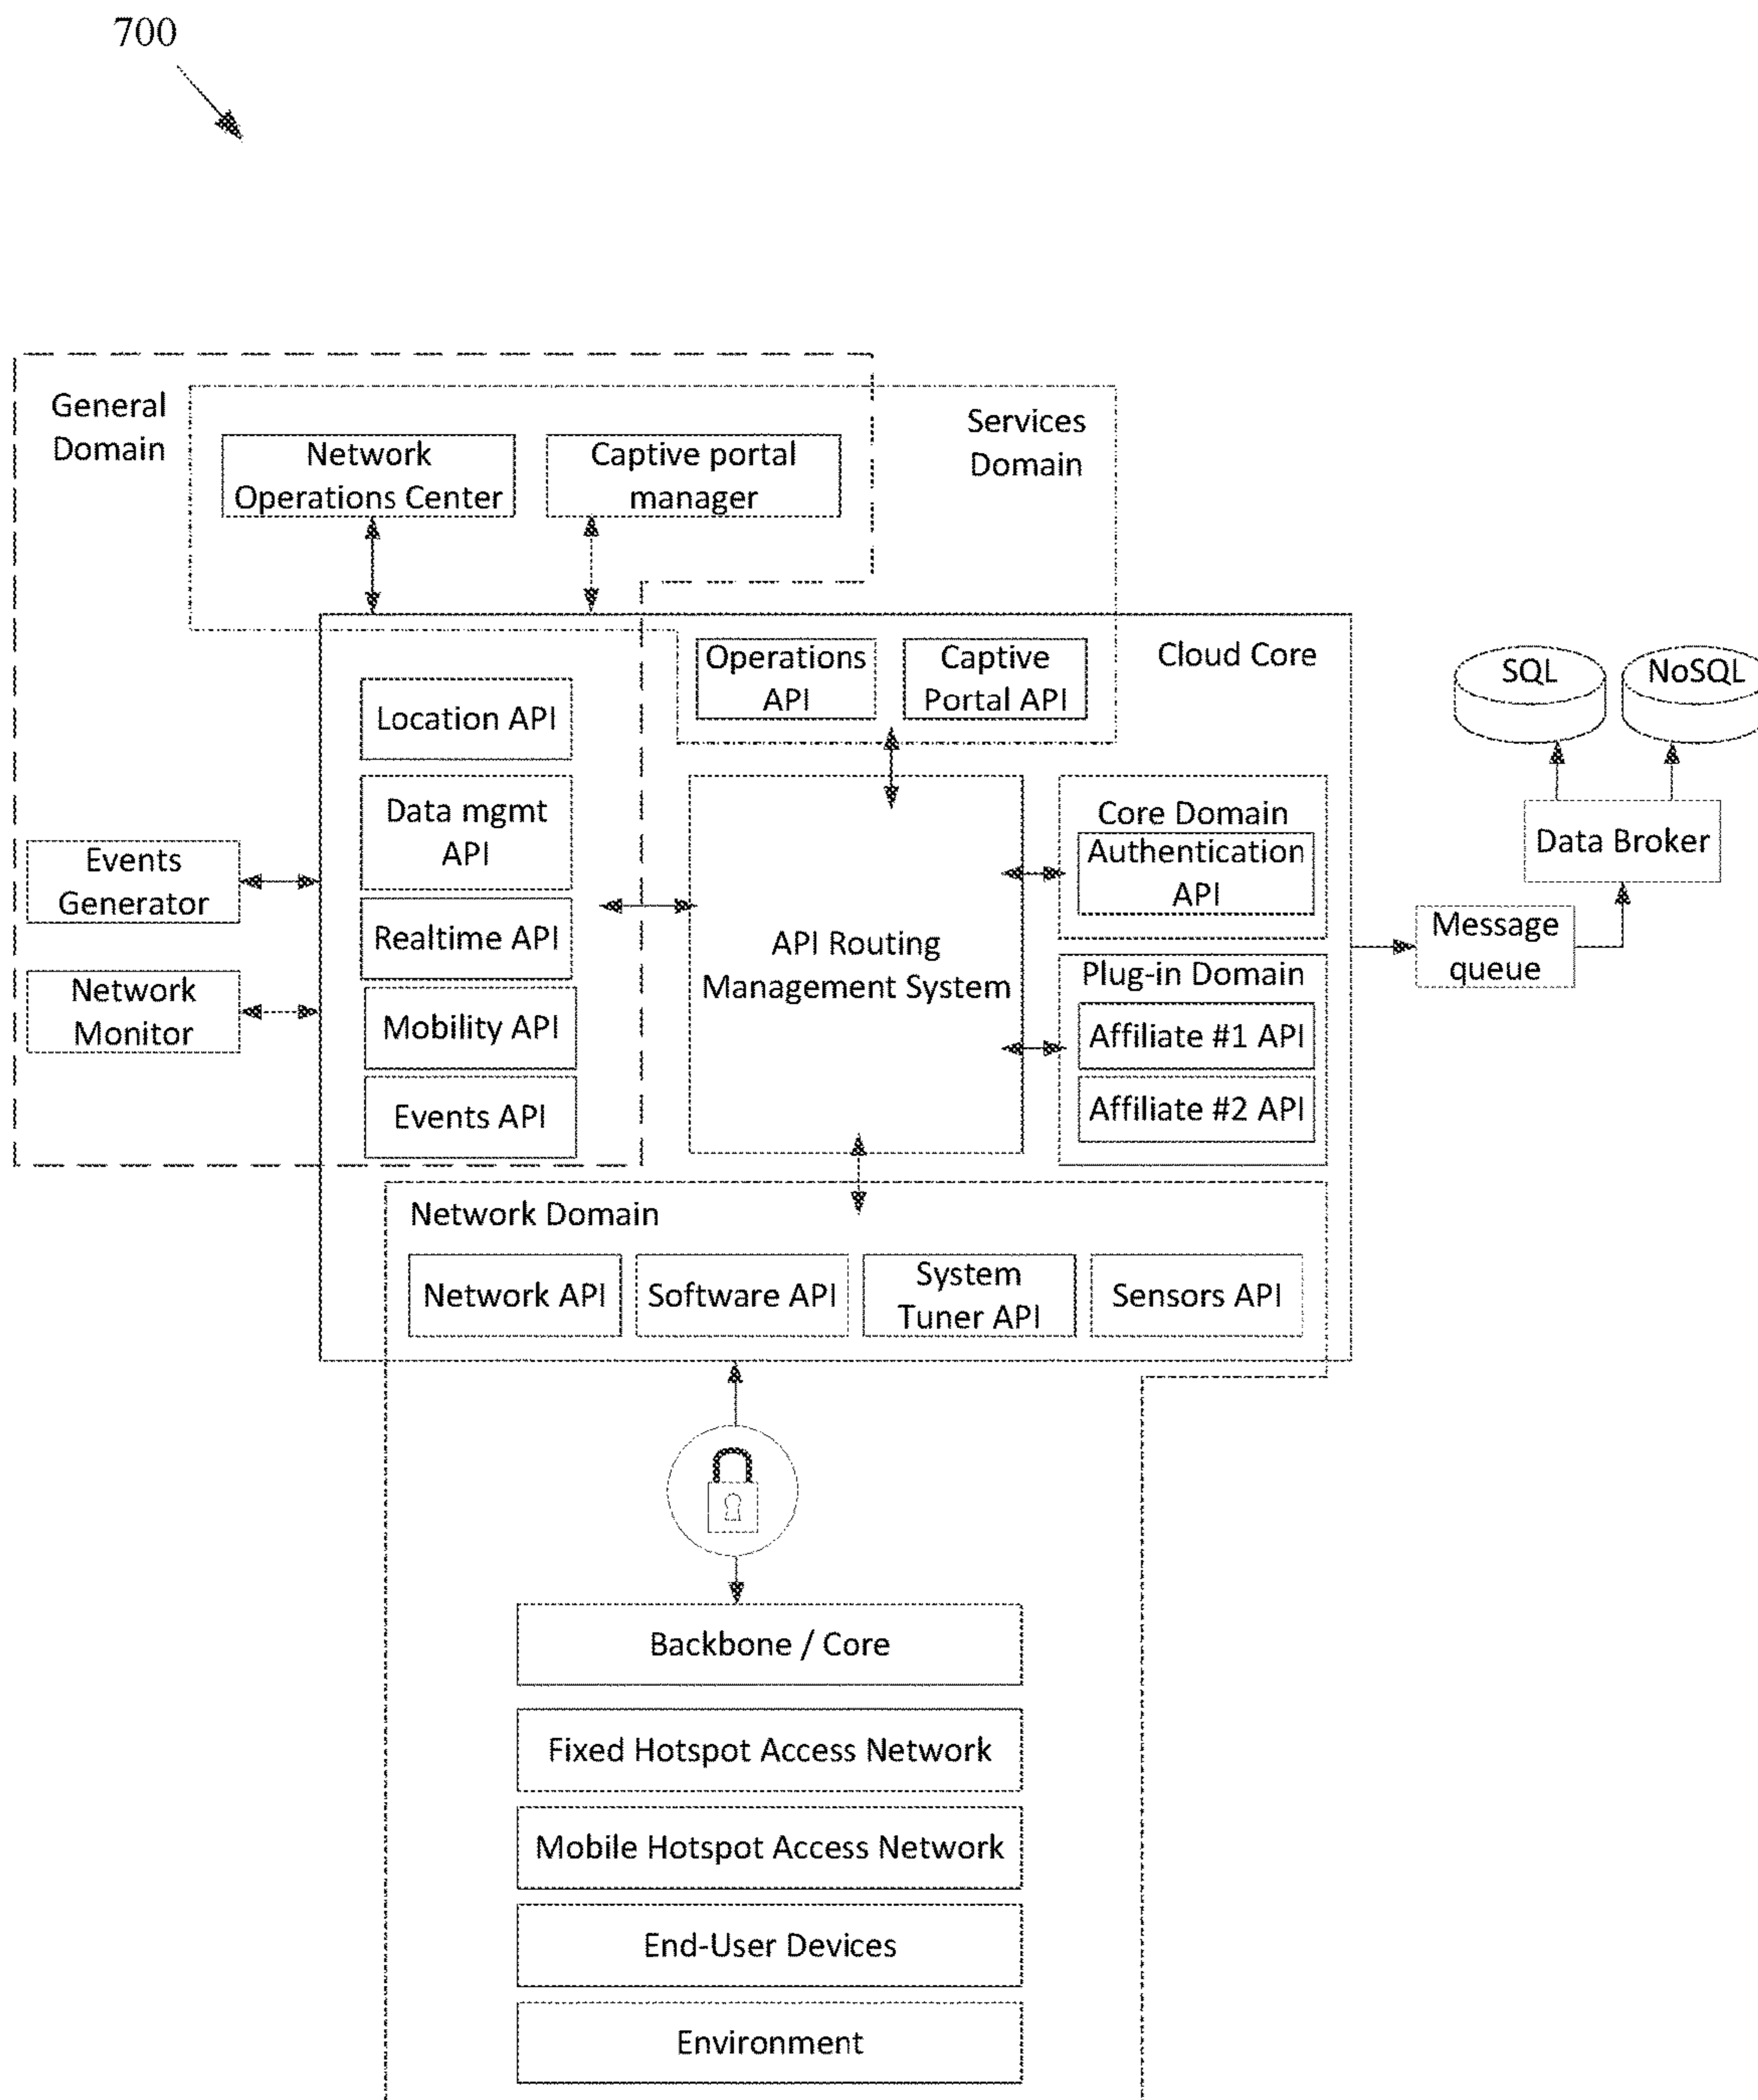 700
General
Domain
Services
Domain
Network
Operations Center
Captive portal
manager
Operations
API
Captive
Portal API
Cloud Core
SQL
NoSQL
Location API
Data mgmt
API
Core Domain
Authentication
API
Data Broker
Events
Generator
Realtime API
API Routing
Management System
Message
queue
Network
Monitor
Mobility API
Plug-in Domain
Affiliate #1 API
Events API
Affiliate #2 API
Network Domain
Network API
Software API
System
Tuner API
Sensors API
Backbone / Core
Fixed Hotspot Access Network
Mobile Hotspot Access Network
End-User Devices
Environment